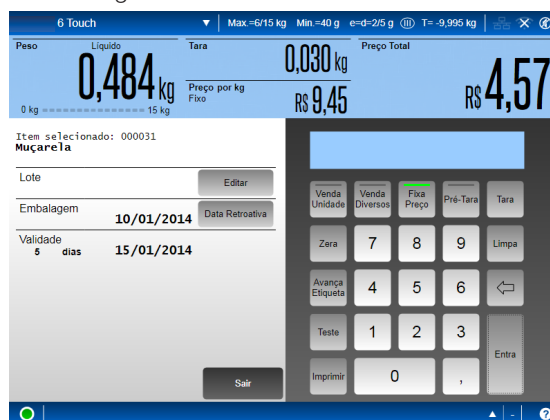 6 Touch ▼ Max.=6/15 kg Min.=40 g e=d=2/5 g (III) T= -9,995 kg
Peso Líquido Tara Preço Total
0,484 kg 0,030 kg
Preço por kg
Fixo R$ 9,45 R$ 4,57
0 kg 15 kg
Item selecionado: 000031
Muçarela
Lote Editar
Embalagem 10/01/2014 Data Retroativa
Validade
5 dias 15/01/2014
Sair
Venda Unidade
Venda Diversos
Fixa Preço
Pré-Tara
Tara
Zera 7 8 9 Limpa
Avança Etiqueta
4 5 6
Teste 1 2 3
Entra
Imprimir 0 ,
▲ - ?